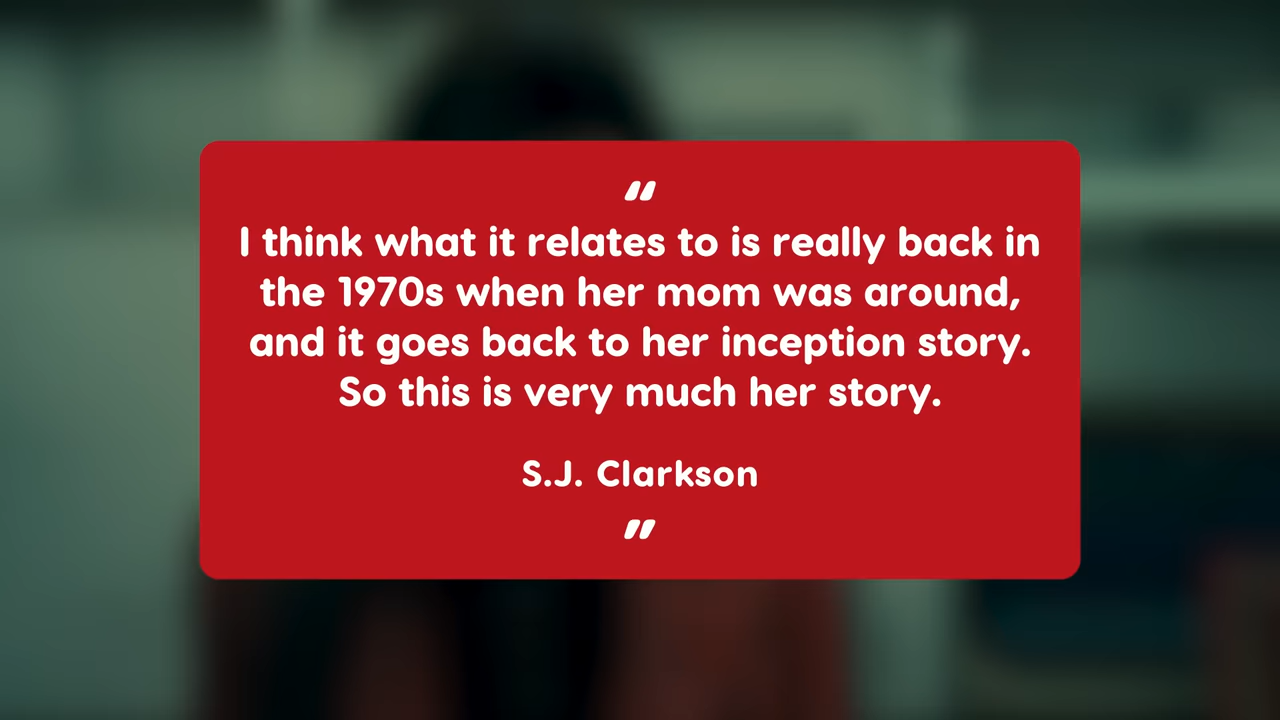 "
I think what it relates to is really back in
the 1970s when her mom was around,
and it goes back to her inception story.
So this is very much her story.
S.J. Clarkson
"